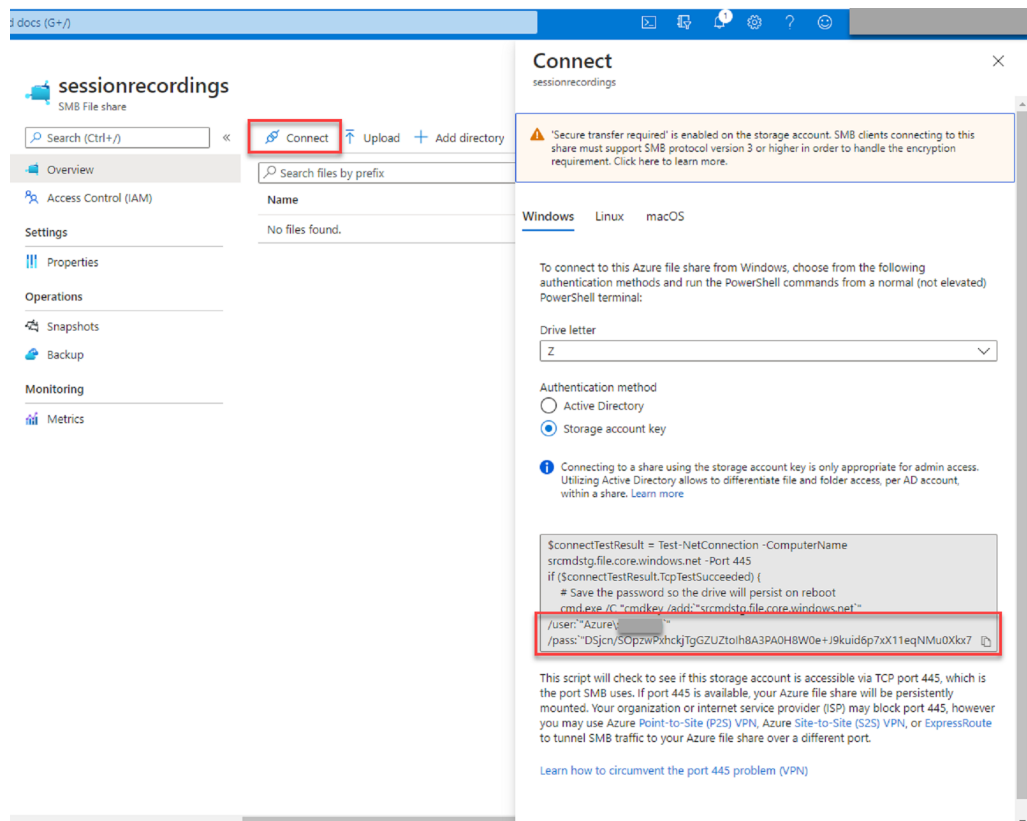 d docs (G+/)
1
sessionrecordings
SMB File share
Search (Ctrl+/)
«
Overview
Access Control (IAM)
Settings
Properties
Operations
Snapshots
Backup
Monitoring
Metrics
Connect
Upload
Add directory
Search files by prefix
Name
No files found.
Connect
sessionrecordings
'Secure transfer required' is enabled on the storage account. SMB clients connecting to this
share must support SMB protocol version 3 or higher in order to handle the encryption
requirement. Click here to learn more.
Windows Linux macOS
To connect to this Azure file share from Windows, choose from the following
authentication methods and run the PowerShell commands from a normal (not elevated)
PowerShell terminal:
Drive letter
Z
Authentication method
Active Directory
Storage account key
Connecting to a share using the storage account key is only appropriate for admin access.
Utilizing Active Directory allows to differentiate file and folder access, per AD account,
within a share. Learn more
$connectTestResult = Test-NetConnection -ComputerName
srcmdstg.file.core.windows.net -Port 445
if ($connectTestResult.TcpTestSucceeded) {
# Save the password so the drive will persist on reboot
cmd.exe /C "cmdkey /add:`"srcmdstg.file.core.windows.net`"
/user:`"Azure\ `"
/pass:`"DSjcn/SOpzwPxhckjTgGZUZtoIh8A3PA0H8W0e+J9kuid6p7xX11eqNMu0Xkx7
This script will check to see if this storage account is accessible via TCP port 445, which is
the port SMB uses. If port 445 is available, your Azure file share will be persistently
mounted. Your organization or internet service provider (ISP) may block port 445, however
you may use Azure Point-to-Site (P2S) VPN, Azure Site-to-Site (S2S) VPN, or ExpressRoute
to tunnel SMB traffic to your Azure file share over a different port.
Learn how to circumvent the port 445 problem (VPN)